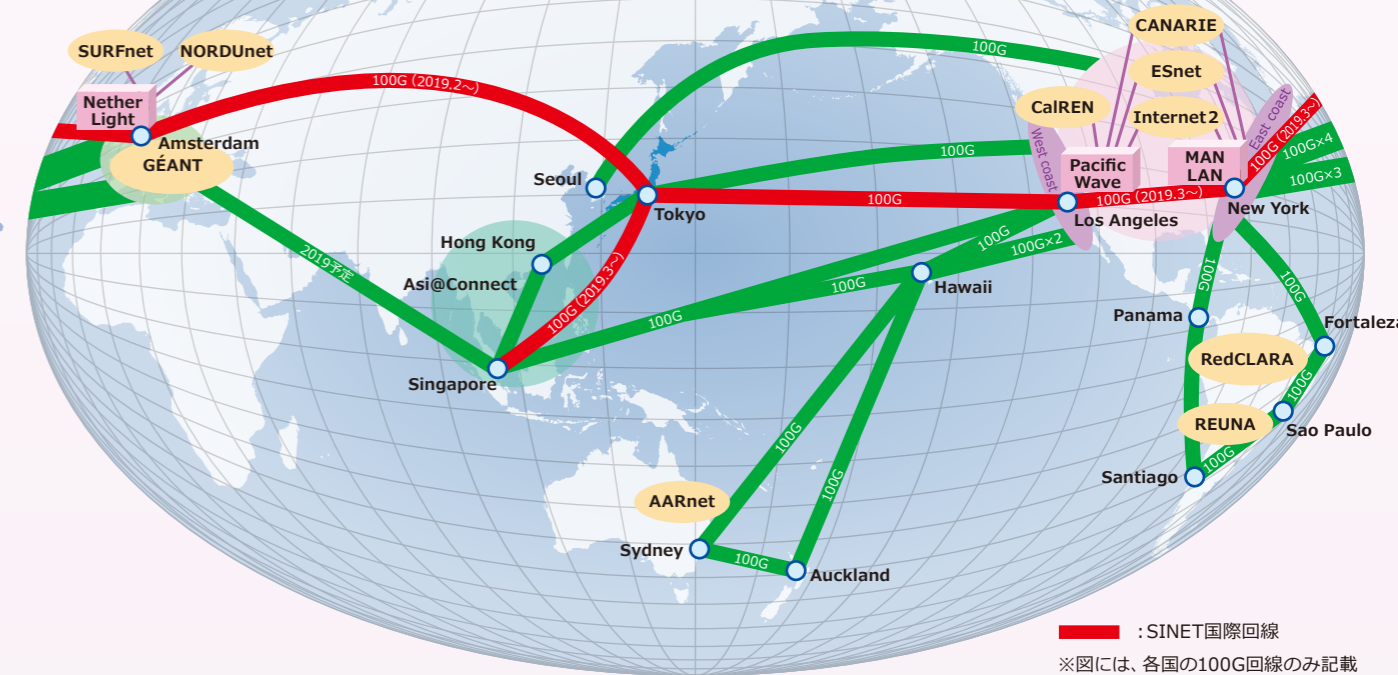 CANARIE
SURFnet
NORDUnet
100G
ESnet
100G (2019.2～)
Nether
Light
CalREN
Internet2
East coast
100G (2019.3～)
Amsterdam
GÉANT
West coast
100G
Pacific
Wave
MAN
LAN
100G×4
100G×3
Seoul
Tokyo
100G
100G (2019.3～)
Los Angeles
New York
Hong Kong
Asi@Connect
2019予定
100G (2019.3～)
100G
100G×2
100G
Hawaii
100G
100G
100G
Panama
Fortaleza
Singapore
RedCLARA
100G
REUNA
Sao Paulo
100G
100G
100G
Santiago
AARnet
Sydney
100G
Auckland
：SINET国際回線
※図には、各国の100G回線のみ記載